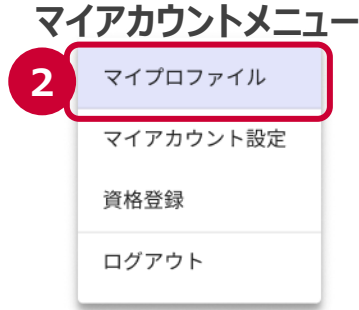 マイアカウントメニュー
2
マイプロファイル
マイアカウント設定
資格登録
ログアウト